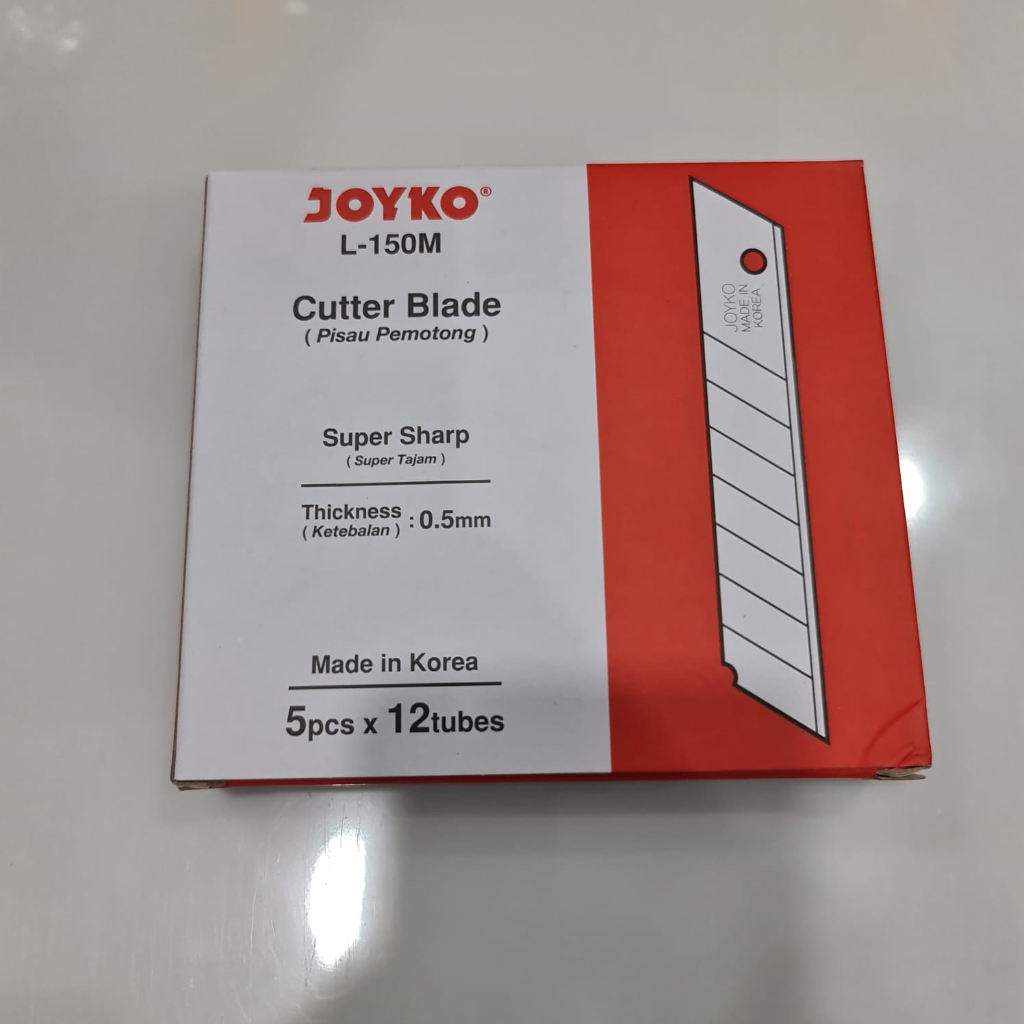 JOYKO®
L-150M
Cutter Blade
( Pisau Pemotong )
Super Sharp
( Super Tajam )
Thickness : 0.5mm
( Ketebalan )
Made in Korea
5pcs x 12tubes
JOYKO
MADE IN
KOREA